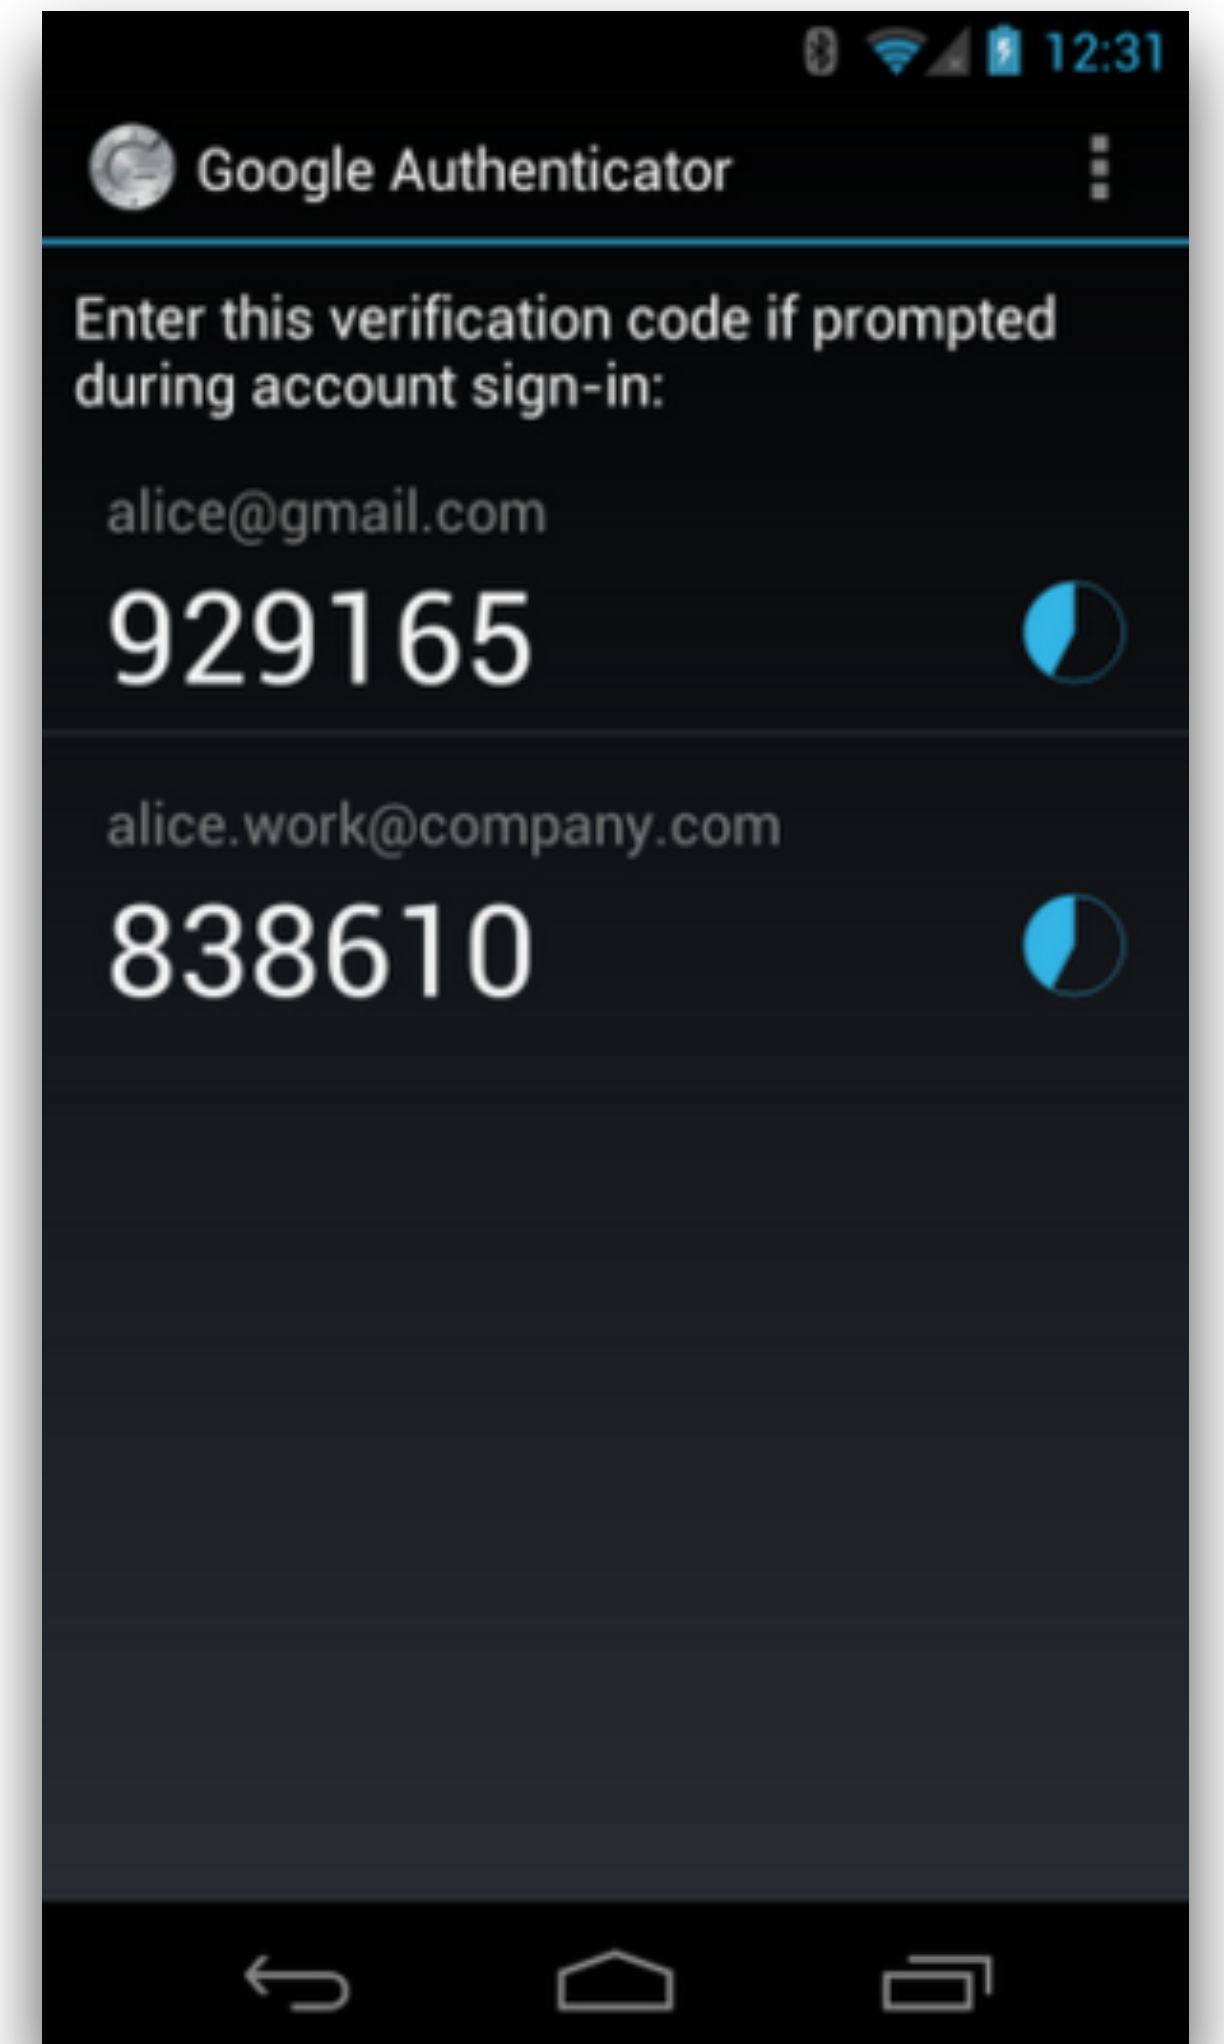 12:31
Google Authenticator
Enter this verification code if prompted
during account sign-in:
alice@gmail.com
929165
alice.work@company.com
838610